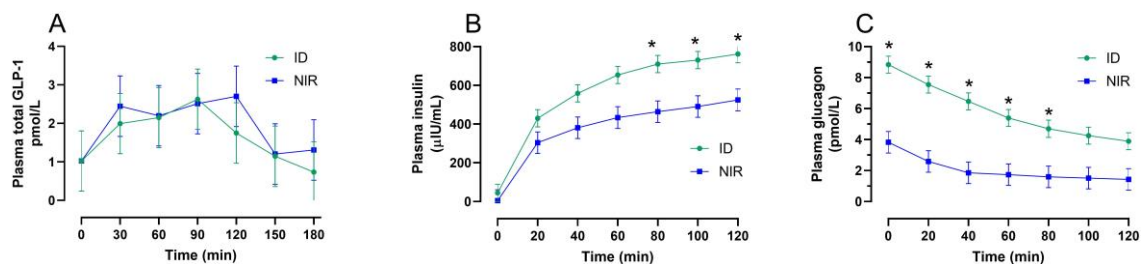 A
Plasma total GLP-1
pmol/L
4
3
2
1
0
ID
NIR
0 30 60 90 120 150 180
Time (min)
B
Plasma insulin
(µIU/mL)
800
600
400
200
0
* * *
ID
NIR
0 20 40 60 80 100 120
Time (min)
C
Plasma glucagon
(pmol/L)
10
8
6
4
2
0
* * * * *
ID
NIR
0 20 40 60 80 100 120
Time (min)